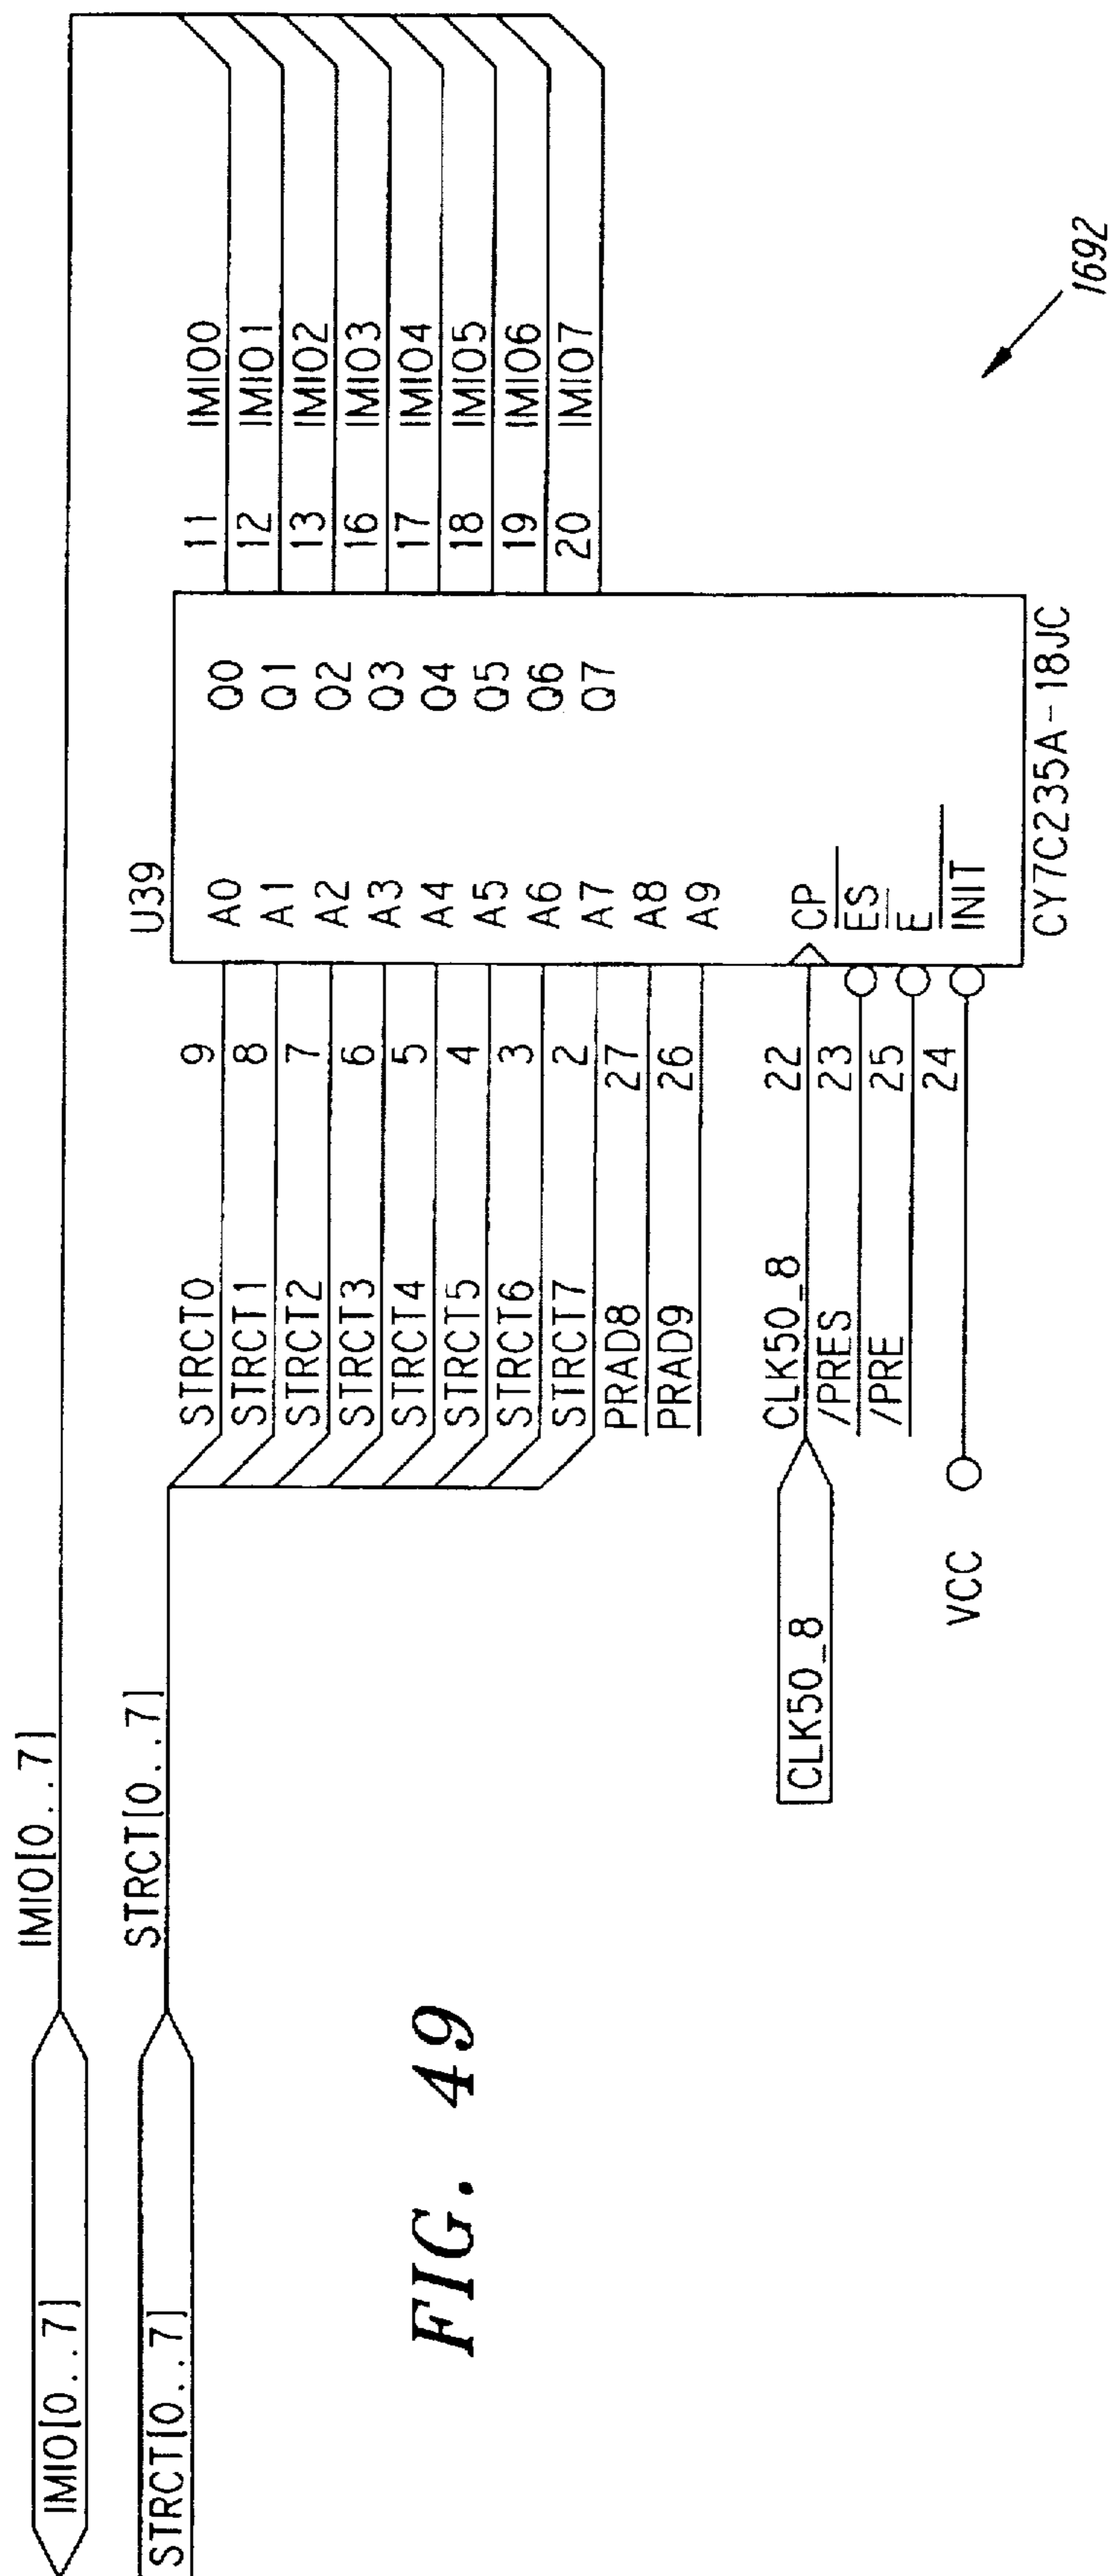 IMIO[0..7]
IMIO[0..7]
STRCT[0..7]
STRCT[0..7]
U39
STRCT0 9 A0 Q0 11 IMIO0
STRCT1 8 A1 Q1 12 IMIO1
STRCT2 7 A2 Q2 13 IMIO2
STRCT3 6 A3 Q3 16 IMIO3
STRCT4 5 A4 Q4 17 IMIO4
STRCT5 4 A5 Q5 18 IMIO5
STRCT6 3 A6 Q6 19 IMIO6
STRCT7 2 A7 Q7 20 IMIO7
PRAD8 27 A8
PRAD9 26 A9
CLK50_8
CLK50_8 22 CP
/PRES 23 ES
/PRE 25 E
VCC 24 INIT
CY7C235A-18JC
1692
FIG. 49